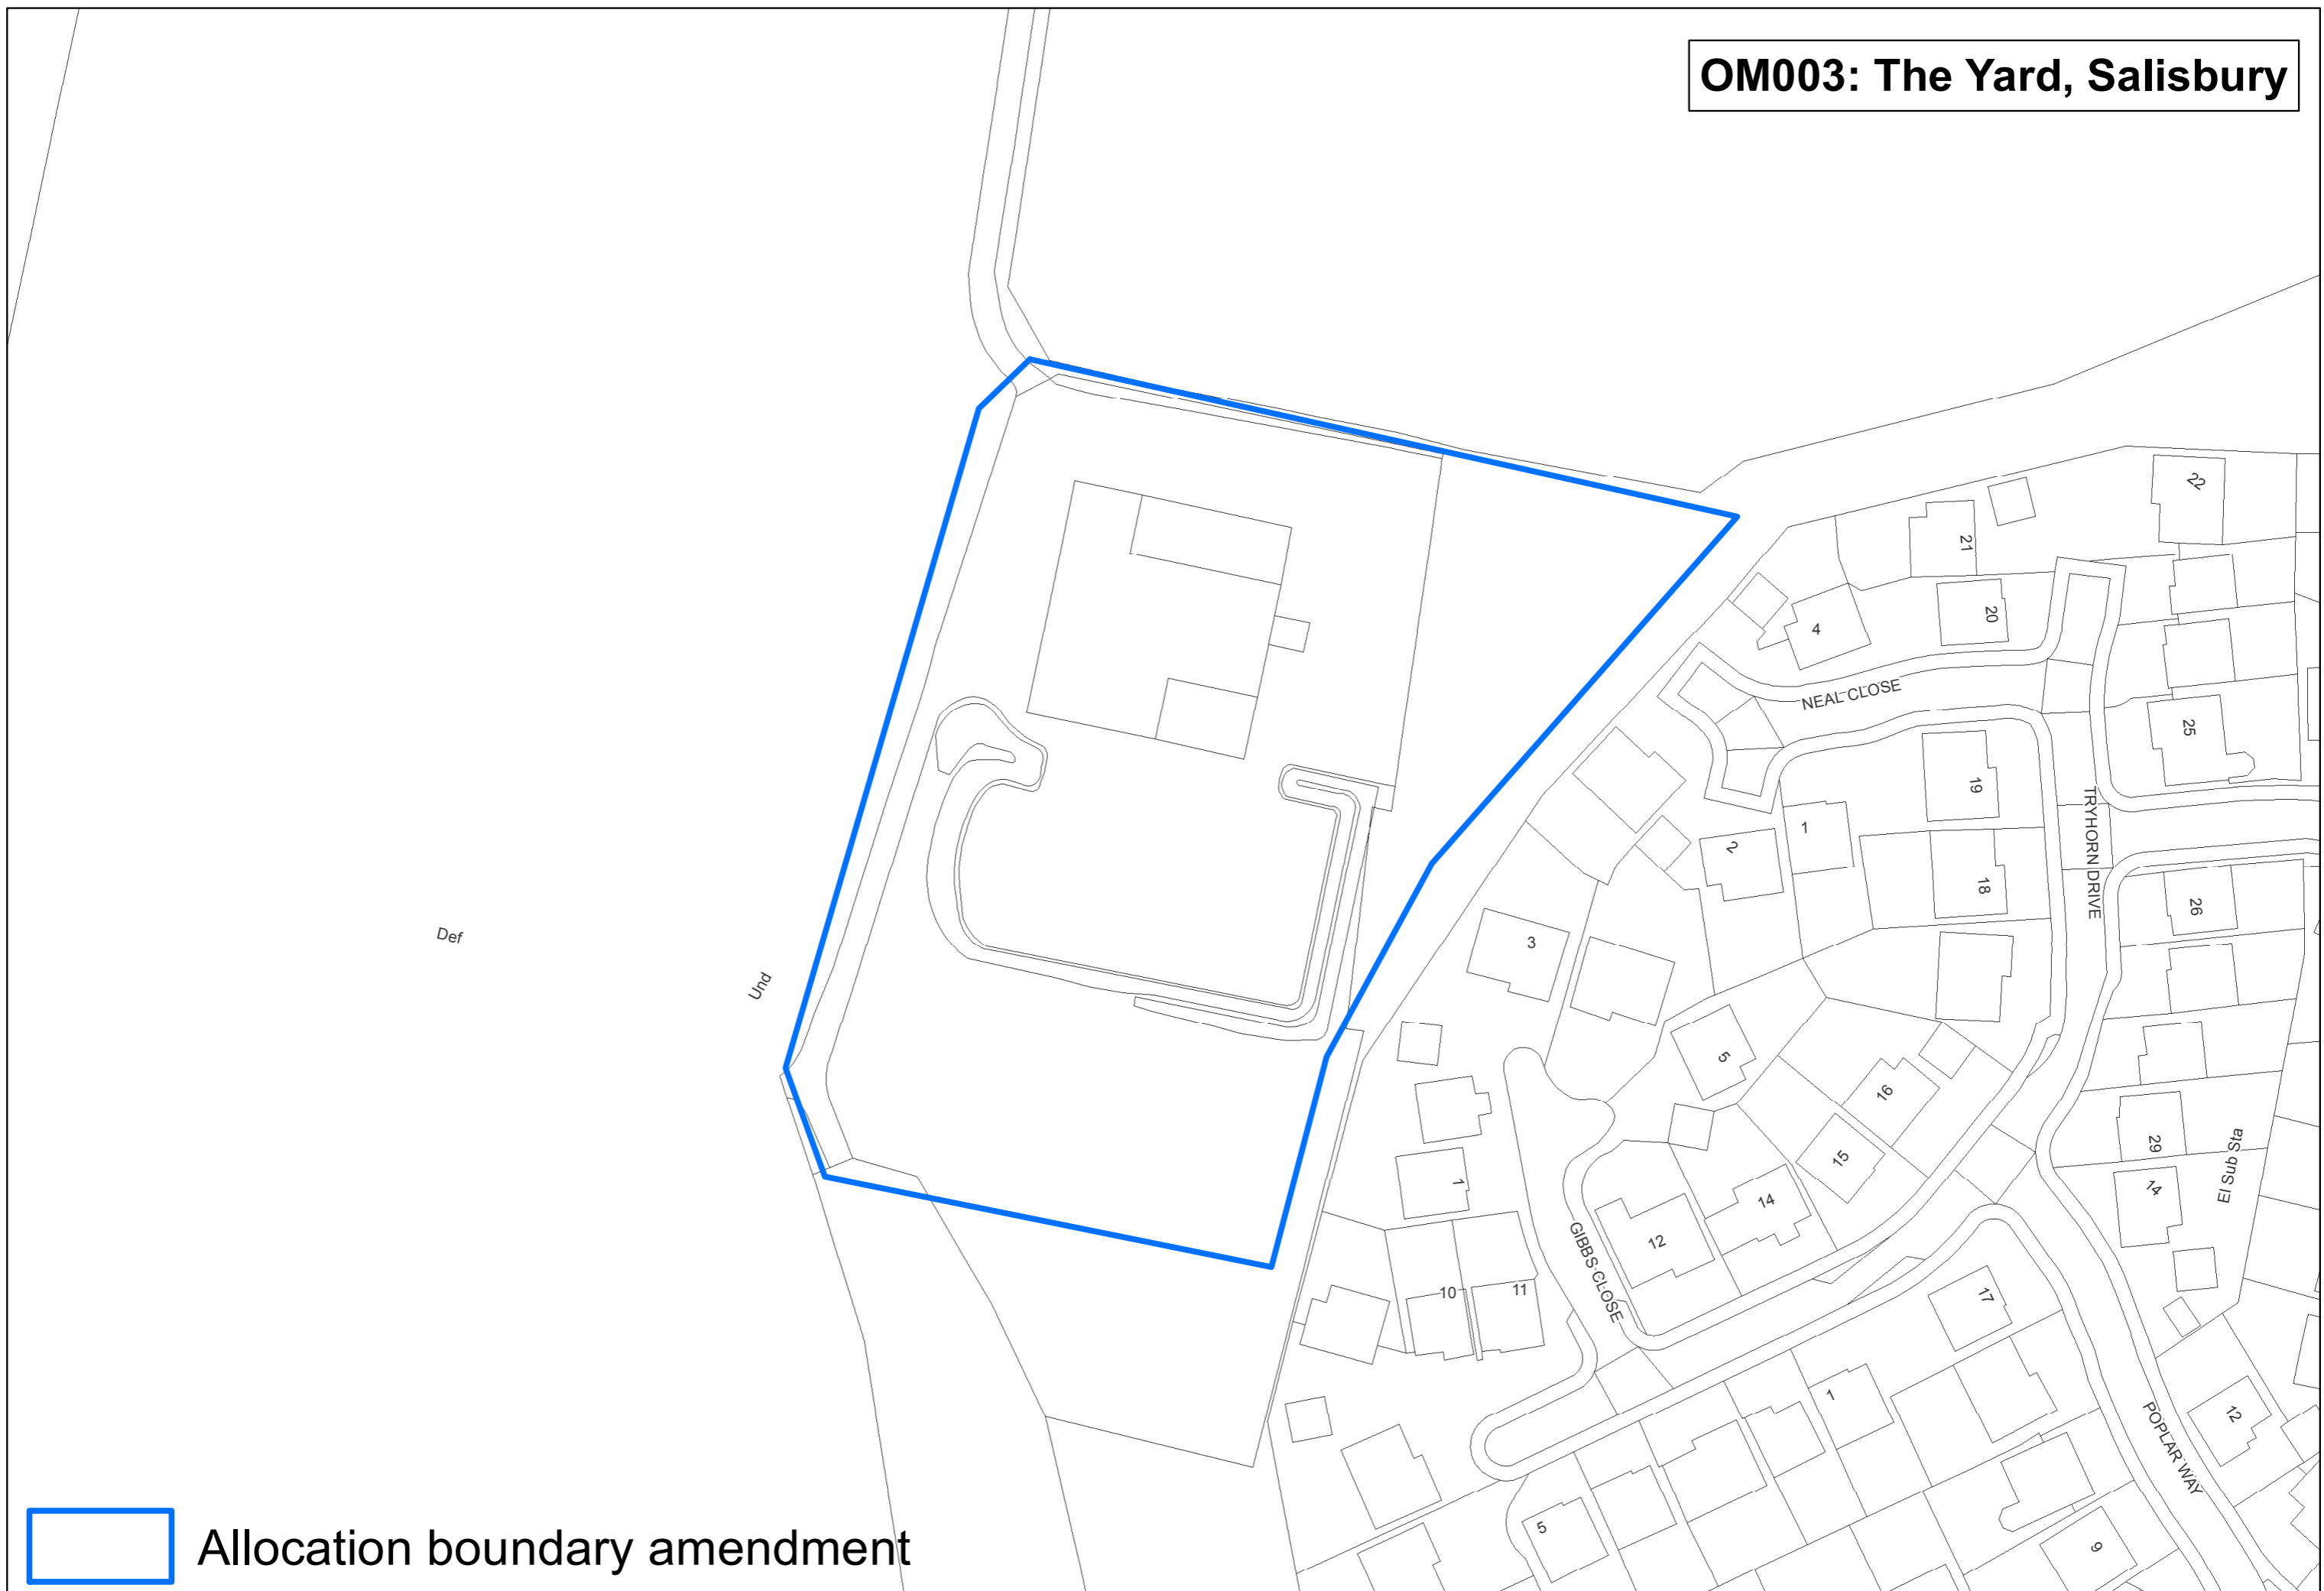 OM003: The Yard, Salisbury
22
21
20
4
NEAL CLOSE
25
19
1
2
TRYHORN DRIVE
18
26
3
Def
Und
5
16
29
15
14
El Sub Sta
1
14
12
GIBBS CLOSE
10
11
17
1
12
POPLAR WAY
5
9
Allocation boundary amendment